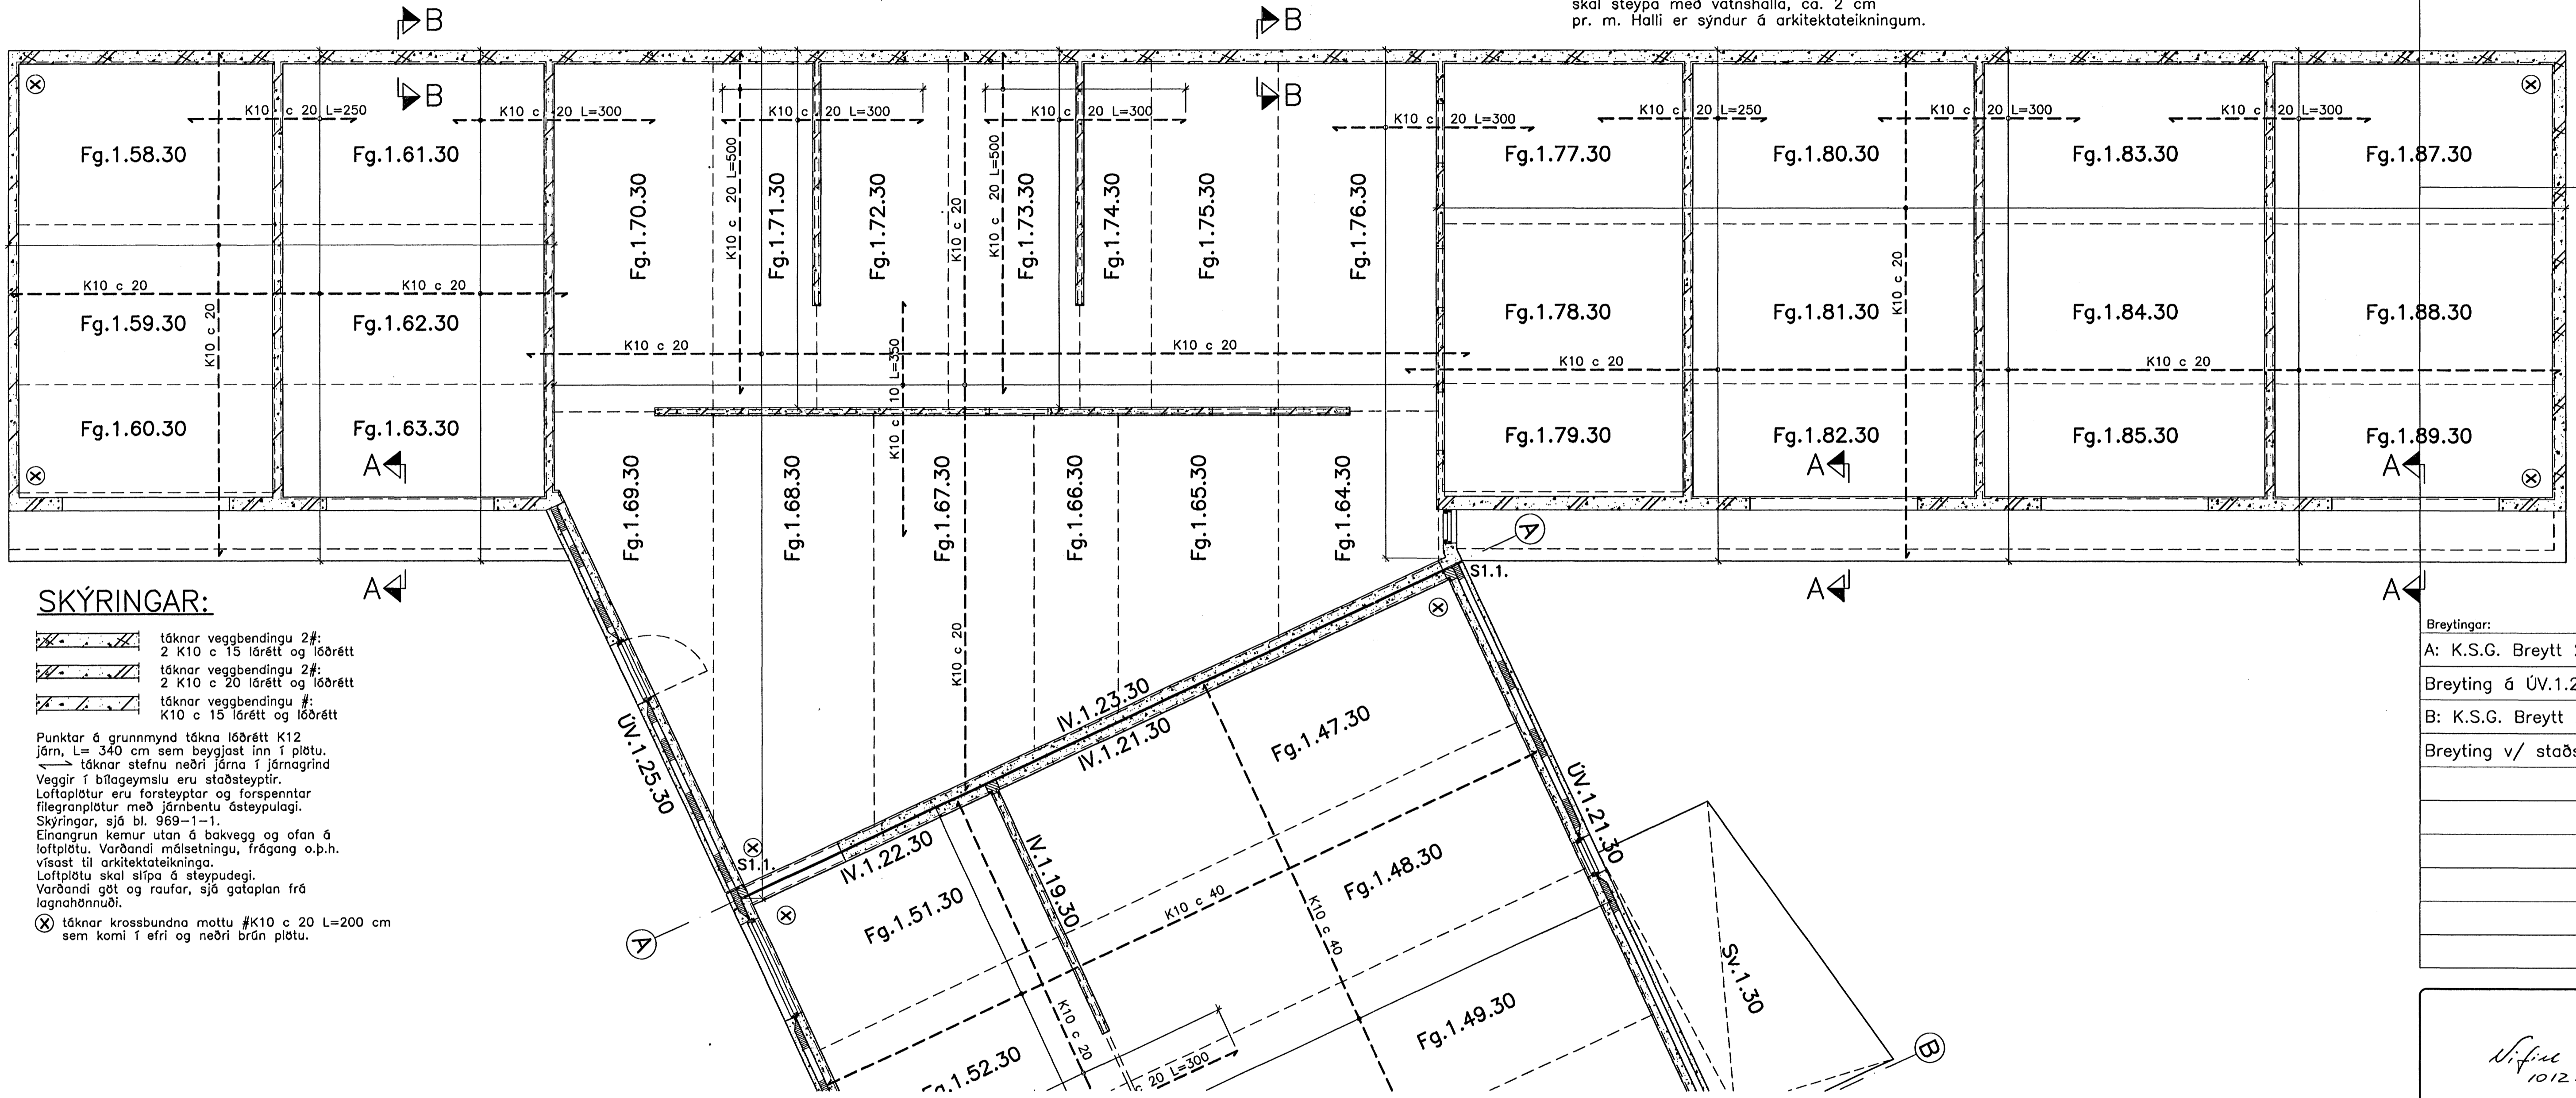 skal steypa með vatnshalla, ca. 2 cm
pr. m. Halli er sýndur á arkitektateikningum.
B
B
B
B
K10 c 20 L=250
K10 c 20 L=300
K10 c 20 L=300
K10 c 20 L=300
K10 c 20 L=300
K10 c 20 L=250
K10 c 20 L=300
K10 c 20 L=300
Fg.1.58.30
Fg.1.61.30
Fg.1.70.30
K10 c 20 L=500
Fg.1.71.30
Fg.1.72.30
K10 c 20
K10 c 20 L=500
Fg.1.73.30
Fg.1.74.30
Fg.1.75.30
Fg.1.76.30
Fg.1.77.30
Fg.1.80.30
Fg.1.83.30
Fg.1.87.30
K10 c 20
K10 c 20
K10 c 20
K10 c 20
Fg.1.59.30
Fg.1.62.30
Fg.1.78.30
Fg.1.81.30
Fg.1.84.30
Fg.1.88.30
K10 c 20
K10 c 20
K10 c 10 L=350
K10 c 20
K10 c 20
Fg.1.60.30
Fg.1.63.30
Fg.1.79.30
Fg.1.82.30
Fg.1.85.30
Fg.1.89.30
A
A
A
Fg.1.69.30
Fg.1.68.30
Fg.1.67.30
Fg.1.66.30
Fg.1.65.30
Fg.1.64.30
A
S1.1.
A
A
A
SKÝRINGAR:
táknar veggbendingu 2#:
2 K10 c 15 lárétt og lóðrétt
táknar veggbendingu 2#:
2 K10 c 20 lárétt og lóðrétt
táknar veggbendingu #:
K10 c 15 lárétt og lóðrétt
Punktar á grunnmynd tákna lóðrétt K12
járn, L= 340 cm sem beygjast inn í plötu.
táknar stefnu neðri járna í járnagrind
Veggir í bílageymslu eru staðsteyptir.
Loftaplötur eru forsteyptar og forspenntar
filegranplötur með járnbentu ásteypulagi.
Skýringar, sjá bl. 969-1-1.
Einangrun kemur utan á bakvegg og ofan á
loftplötu. Varðandi málsetningu, frágang o.þ.h.
vísast til arkitektateikninga.
Loftplötu skal slípa á steypudegi.
Varðandi göt og raufar, sjá gataplan frá
lagnahönnuði.
táknar krossbundna mottu #K10 c 20 L=200 cm
sem komi í efri og neðri brún plötu.
K10 c 20
ÚV.1.25.30
IV.1.23.30
IV.1.21.30
Fg.1.47.30
ÚV.1.21.30
S1.1.
IV.1.22.30
IV.1.19.30
Fg.1.51.30
K10 c 40
Fg.1.48.30
K10 c 40
A
K10 c 20
Fg.1.49.30
Sv.1.30
Fg.1.52.30
c 20 L=300
B
Breytingar:
A: K.S.G. Breytt
Breyting á ÚV.1.2
B: K.S.G. Breytt
Breyting v/ staðs
1012